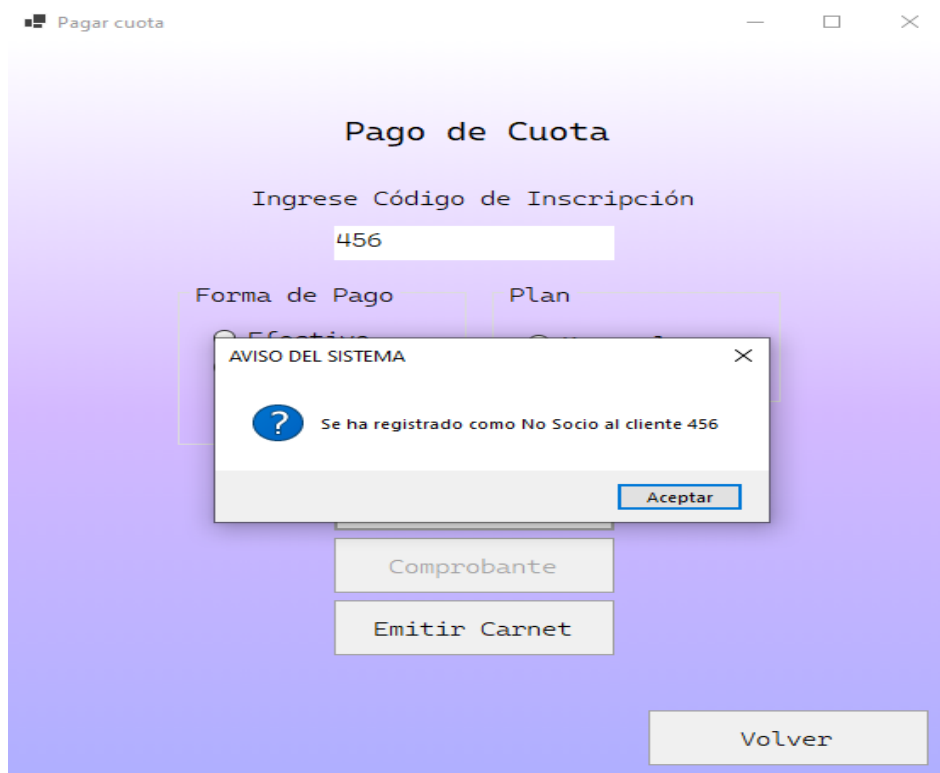 Pagar cuota
Pago de Cuota
Ingrese Código de Inscripción
456
Forma de Pago
Plan
AVISO DEL SISTEMA
Se ha registrado como No Socio al cliente 456
Aceptar
Comprobante
Emitir Carnet
Volver